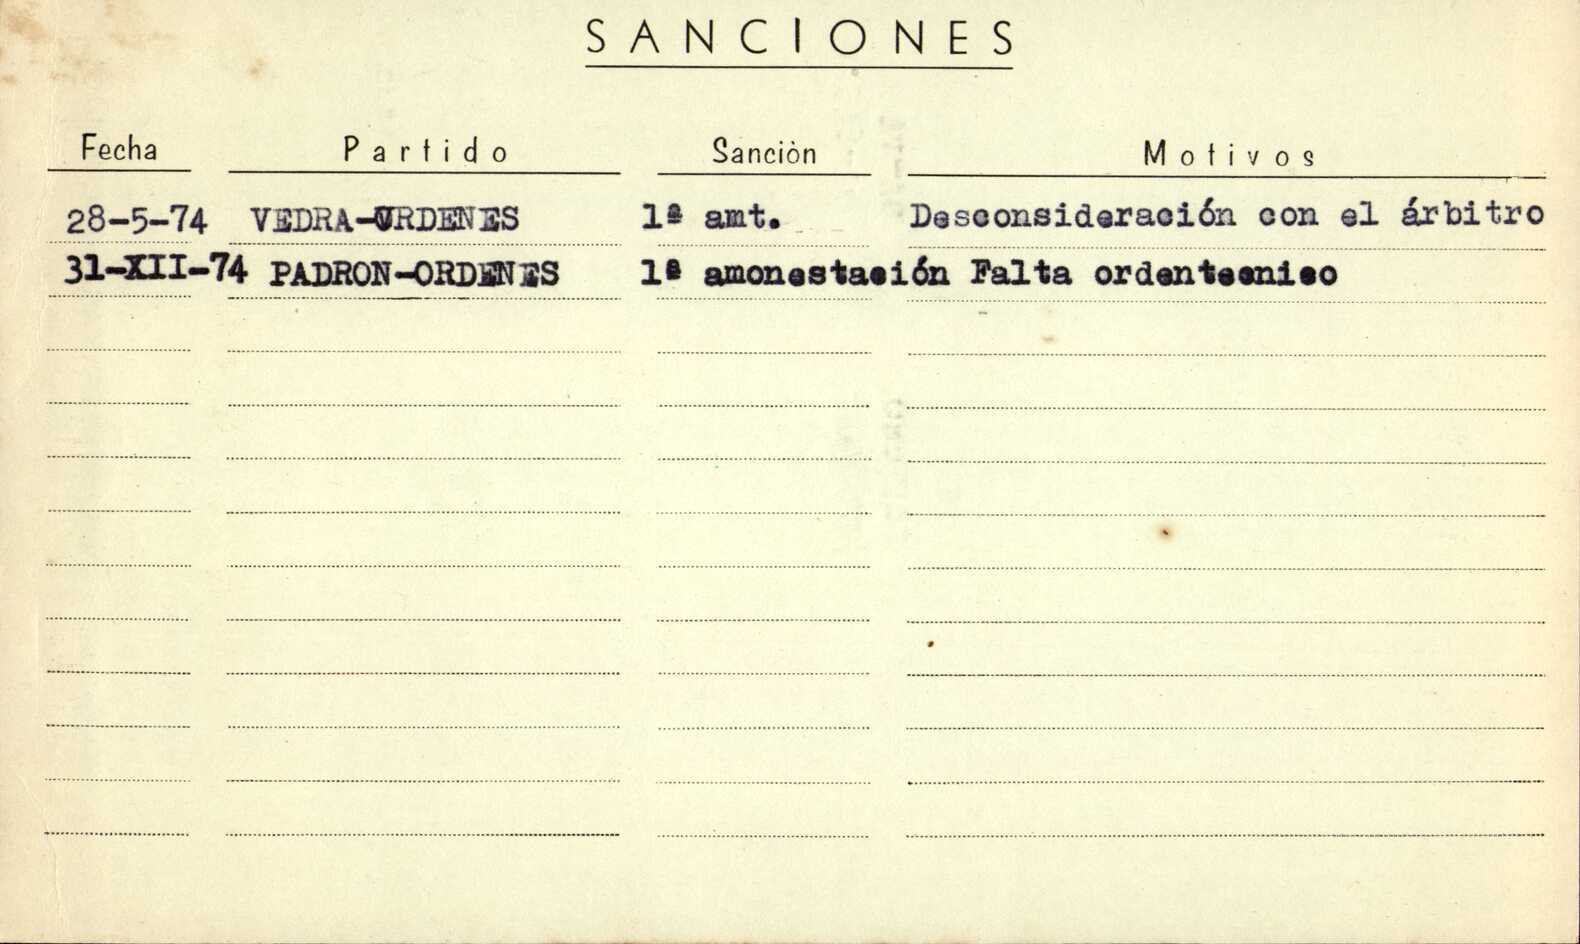 SANCIONES
Fecha Partido Sanciòn Motivos
28-5-74 VEDRA-ORDENES 1ª amt. Desconsideración con el árbitro
31-XII-74 PADRON-ORDENES 1ª amonestación Falta ordentecnico